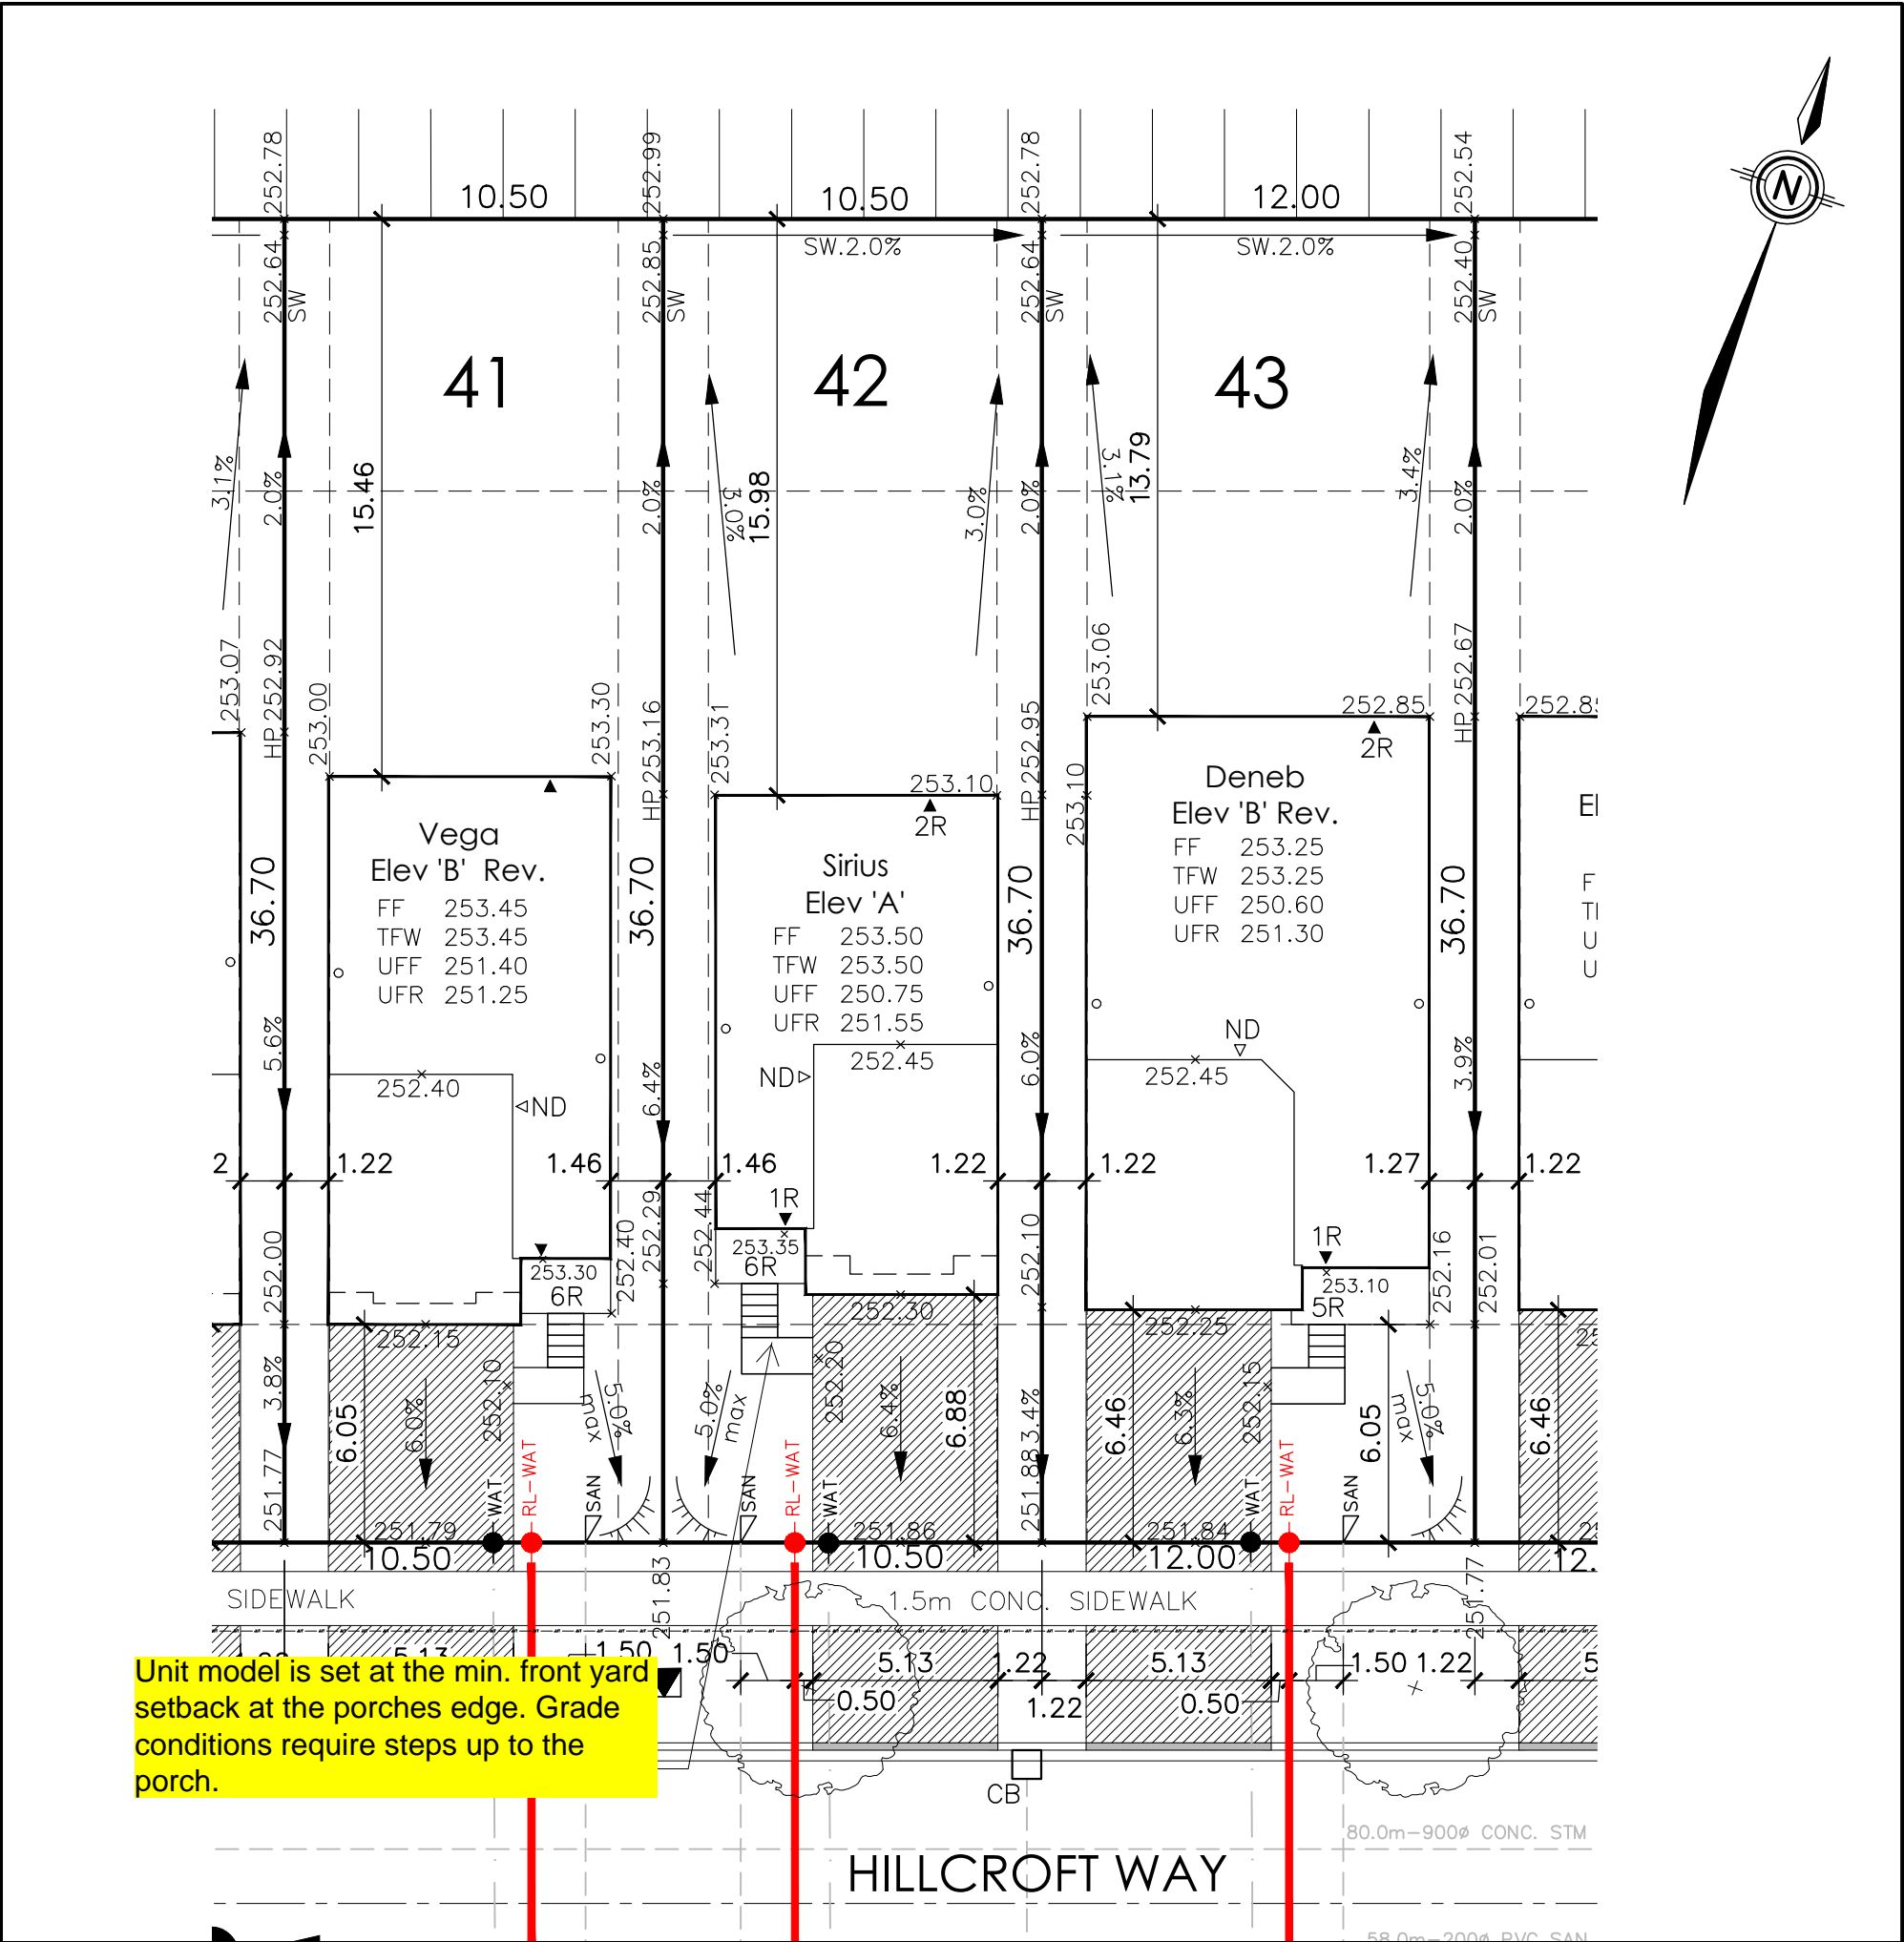 252.78
252.99
252.78
252.54
10.50
10.50
12.00
N
252.64
252.85
252.64
252.40
SW.2.0%
SW.2.0%
SW
SW
SW
SW
41
42
43
3.1%
2.0%
15.46
2.0%
3.0%
15.98
3.0%
2.0%
3.1%
13.79
3.4%
2.0%
253.07
HP 252.92
253.00
253.30
HP 253.16
253.31
253.10
HP 252.95
253.06
253.10
252.85
HP 252.67
252.85
2R
2R
Vega
Elev 'B' Rev.
FF 253.45
TFW 253.45
UFF 251.40
UFR 251.25
Sirius
Elev 'A'
FF 253.50
TFW 253.50
UFF 250.75
UFR 251.55
Deneb
Elev 'B' Rev.
FF 253.25
TFW 253.25
UFF 250.60
UFR 251.30
El
F
U
U
36.70
36.70
36.70
36.70
5.6%
6.4%
6.0%
3.9%
252.40
ND
ND
252.45
ND
252.45
2
1.22
1.46
1.46
1.22
1.22
1.27
1.22
252.00
253.30
6R
252.40
252.29
252.44
1R
253.35
6R
252.10
1R
253.10
5R
252.16
252.01
252.15
252.30
252.25
25
3.8%
6.05
6.0%
252.10
5.0%
max
5.0%
max
252.20
6.4%
6.88
3.4%
6.46
6.3%
252.15
6.05
5.0%
max
6.46
251.77
WAT
RL-WAT
SAN
SAN
RL-WAT
WAT
251.88
WAT
RL-WAT
SAN
251.79
251.86
251.84
25
10.50
10.50
12.00
12.
SIDEWALK
251.83
1.5m CONC. SIDEWALK
251.77
5.13
1.50
1.50
5.13
1.22
5.13
1.50
1.22
5
0.50
1.22
0.50
Unit model is set at the min. front yard
setback at the porches edge. Grade
conditions require steps up to the
porch.
CB
80.0m-900ø CONC. STM
HILLCROFT WAY
58.0m-200ø PVC SAN